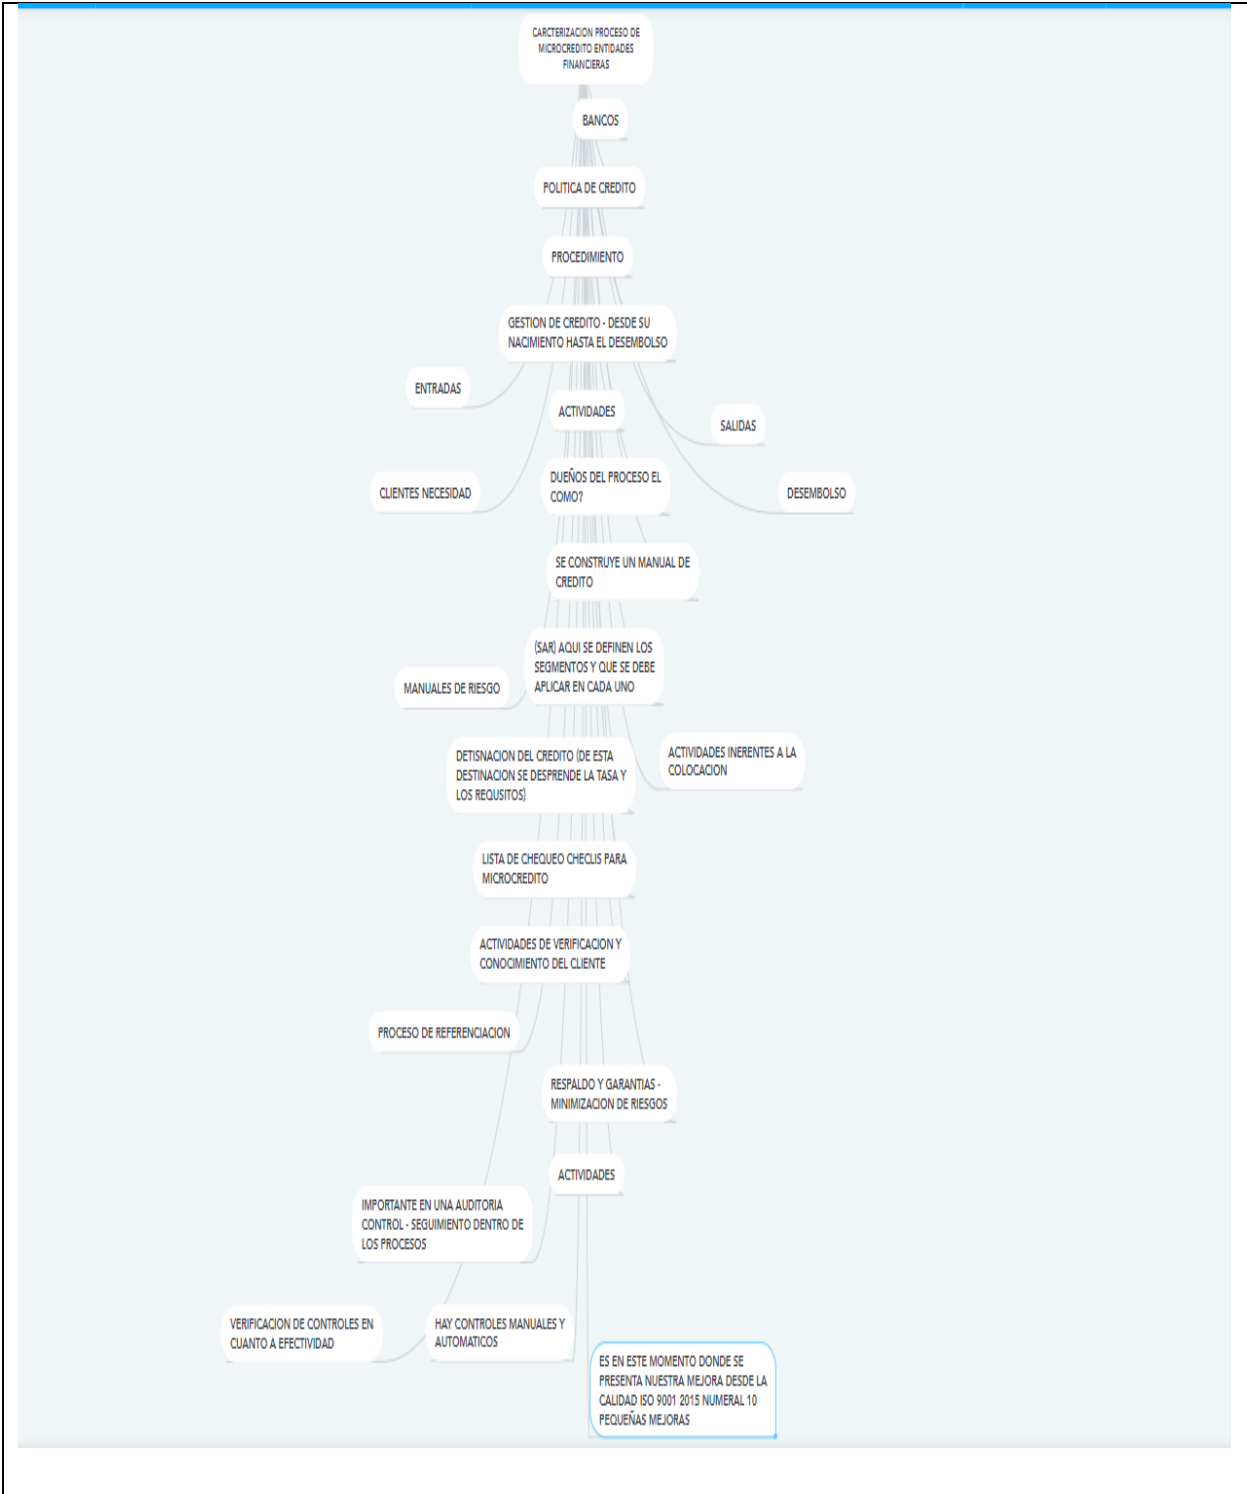 CARCTERIZACION PROCESO DE
MICROCREDITO ENTIDADES
FINANCIERAS
BANCOS
POLITICA DE CREDITO
PROCEDIMIENTO
GESTION DE CREDITO - DESDE SU
NACIMIENTO HASTA EL DESEMBOLSO
ENTRADAS
ACTIVIDADES
SALIDAS
CLIENTES NECESIDAD
DUEÑOS DEL PROCESO EL
COMO?
DESEMBOLSO
SE CONSTRUYE UN MANUAL DE
CREDITO
(SAR) AQUI SE DEFINEN LOS
SEGMENTOS Y QUE SE DEBE
APLICAR EN CADA UNO
MANUALES DE RIESGO
DETISNACION DEL CREDITO (DE ESTA
DESTINACION SE DESPRENDE LA TASA Y
LOS REQUSITOS)
ACTIVIDADES INERENTES A LA
COLOCACION
LISTA DE CHEQUEO CHECLIS PARA
MICROCREDITO
ACTIVIDADES DE VERIFICACION Y
CONOCIMIENTO DEL CLIENTE
PROCESO DE REFERENCIACION
RESPALDO Y GARANTIAS -
MINIMIZACION DE RIESGOS
ACTIVIDADES
IMPORTANTE EN UNA AUDITORIA
CONTROL - SEGUIMIENTO DENTRO DE
LOS PROCESOS
VERIFICACION DE CONTROLES EN
CUANTO A EFECTIVIDAD
HAY CONTROLES MANUALES Y
AUTOMATICOS
ES EN ESTE MOMENTO DONDE SE
PRESENTA NUESTRA MEJORA DESDE LA
CALIDAD ISO 9001 2015 NUMERAL 10
PEQUEÑAS MEJORAS